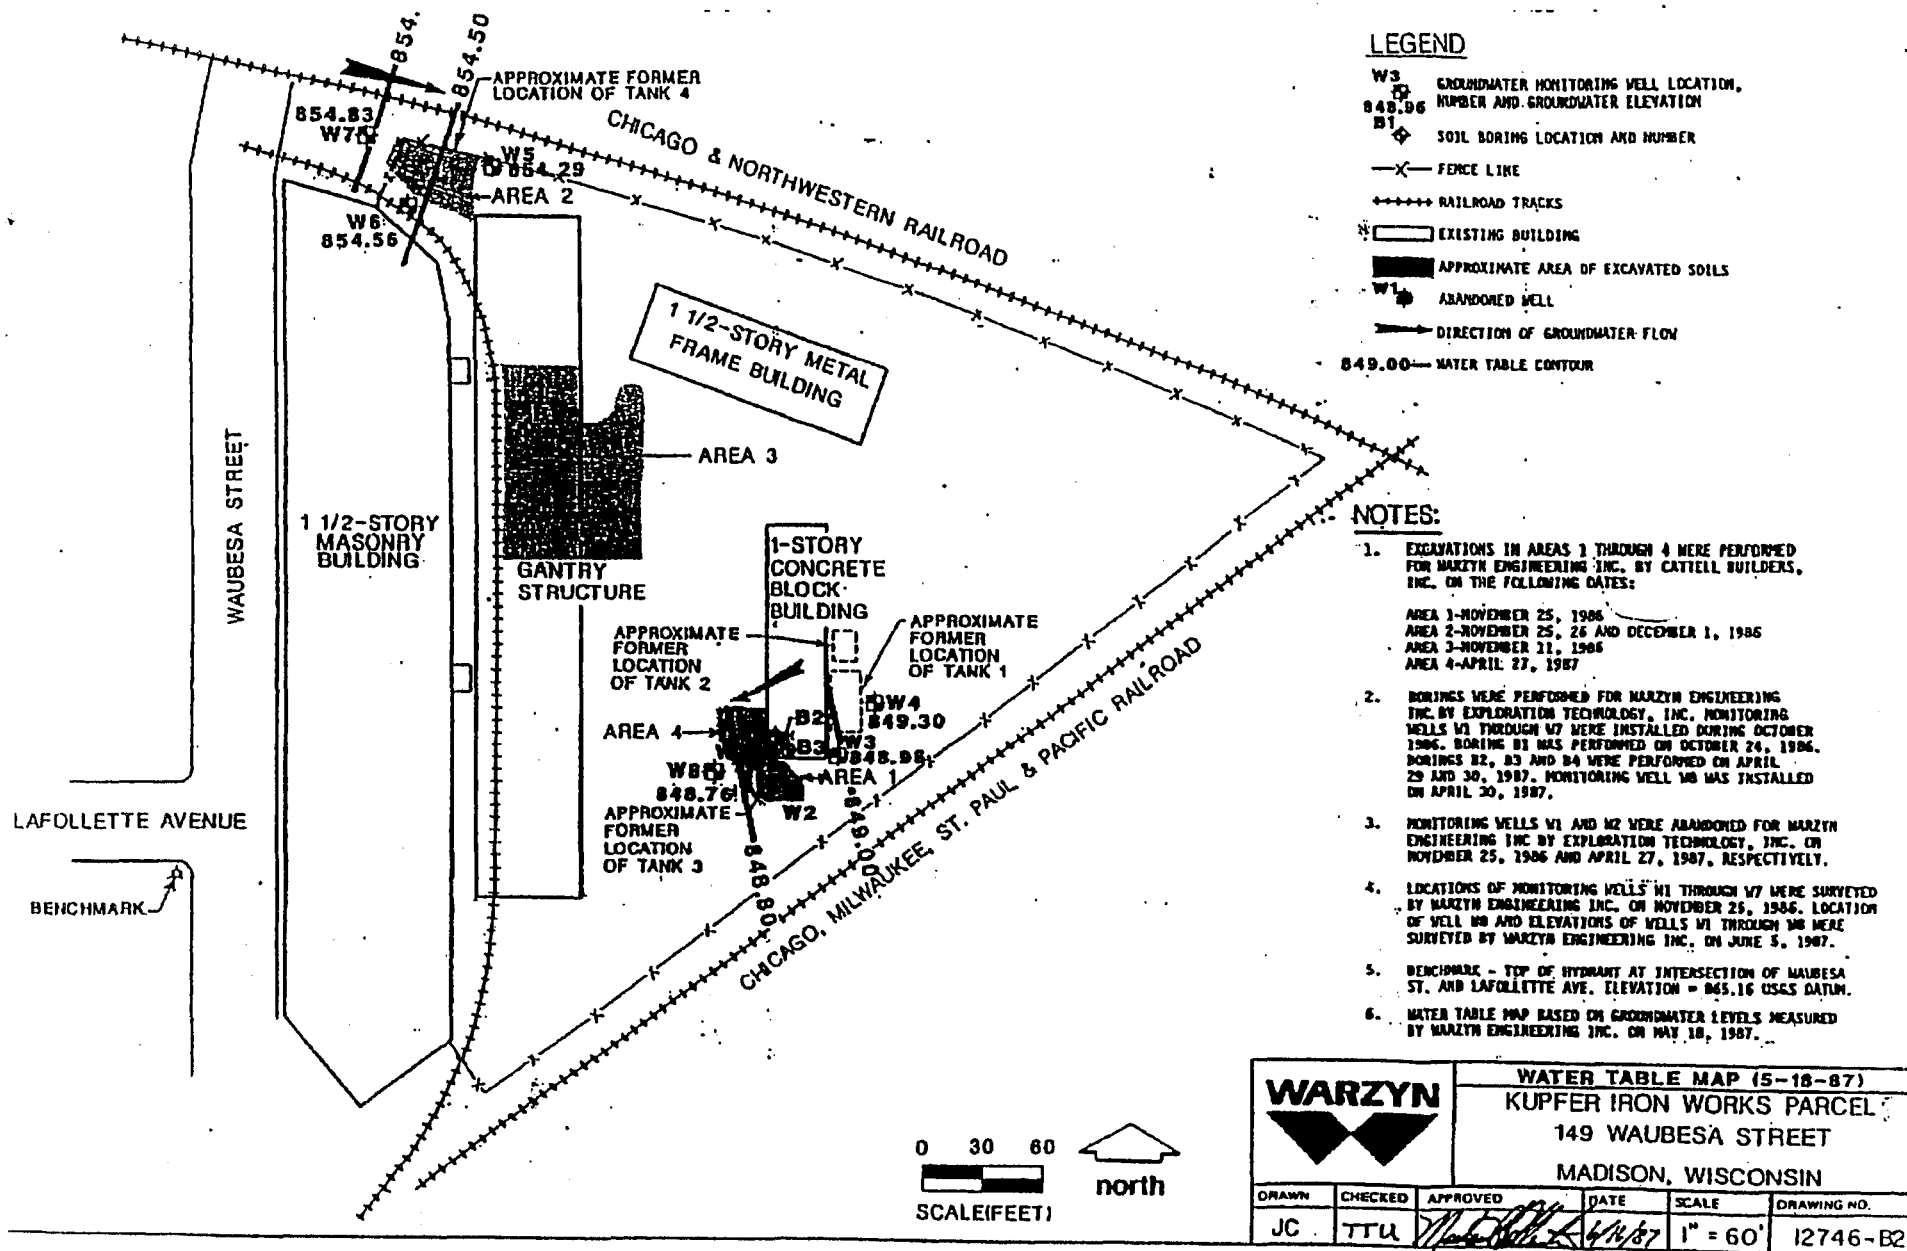 854.
854.50
APPROXIMATE FORMER
LOCATION OF TANK 4
854.83
W7
W5
854.29
AREA 2
W6
854.56
CHICAGO & NORTHWESTERN RAILROAD
1 1/2-STORY METAL
FRAME BUILDING
AREA 3
WAUBESA STREET
1 1/2-STORY
MASONRY
BUILDING
GANTRY
STRUCTURE
1-STORY
CONCRETE
BLOCK
BUILDING
APPROXIMATE
FORMER
LOCATION
OF TANK 2
APPROXIMATE
FORMER
LOCATION
OF TANK 1
W4
849.30
AREA 4
B2
B3
W3
848.96
W8
848.76
AREA 1
W2
APPROXIMATE
FORMER
LOCATION
OF TANK 3
848.80
849.00
CHICAGO, MILWAUKEE, ST. PAUL & PACIFIC RAILROAD
LAFOLLETTE AVENUE
BENCHMARK
0 30 60
SCALE(FEET)
north
LEGEND
W3
848.96
GROUNDWATER MONITORING WELL LOCATION,
NUMBER AND GROUNDWATER ELEVATION
B1
SOIL BORING LOCATION AND NUMBER
FENCE LINE
RAILROAD TRACKS
EXISTING BUILDING
APPROXIMATE AREA OF EXCAVATED SOILS
W1
ABANDONED WELL
DIRECTION OF GROUNDWATER FLOW
849.00 WATER TABLE CONTOUR
NOTES:
1. EXCAVATIONS IN AREAS 1 THROUGH 4 WERE PERFORMED
FOR WARZYN ENGINEERING INC. BY CATTELL BUILDERS,
INC. ON THE FOLLOWING DATES:
AREA 1-NOVEMBER 25, 1986
AREA 2-NOVEMBER 25, 26 AND DECEMBER 1, 1986
AREA 3-NOVEMBER 21, 1986
AREA 4-APRIL 27, 1987
2. BORINGS WERE PERFORMED FOR WARZYN ENGINEERING
INC. BY EXPLORATION TECHNOLOGY, INC. MONITORING
WELLS W1 THROUGH W7 WERE INSTALLED DURING OCTOBER
1986. BORING B1 WAS PERFORMED ON OCTOBER 24, 1986.
BORINGS B2, B3 AND B4 WERE PERFORMED ON APRIL
29 AND 30, 1987. MONITORING WELL W8 WAS INSTALLED
ON APRIL 30, 1987.
3. MONITORING WELLS W1 AND W2 WERE ABANDONED FOR WARZYN
ENGINEERING INC BY EXPLORATION TECHNOLOGY, INC. ON
NOVEMBER 25, 1986 AND APRIL 27, 1987, RESPECTIVELY.
4. LOCATIONS OF MONITORING WELLS W1 THROUGH W7 WERE SURVEYED
BY WARZYN ENGINEERING INC. ON NOVEMBER 26, 1986. LOCATION
OF WELL W8 AND ELEVATIONS OF WELLS W1 THROUGH W8 WERE
SURVEYED BY WARZYN ENGINEERING INC. ON JUNE 5, 1987.
5. BENCHMARK - TOP OF HYDRANT AT INTERSECTION OF WAUBESA
ST. AND LAFOLLETTE AVE. ELEVATION = 865.16 USGS DATUM.
6. WATER TABLE MAP BASED ON GROUNDWATER LEVELS MEASURED
BY WARZYN ENGINEERING INC. ON MAY 18, 1987.
WARZYN
WATER TABLE MAP (5-18-87)
KUPFER IRON WORKS PARCEL
149 WAUBESA STREET
MADISON, WISCONSIN
DRAWN CHECKED APPROVED DATE SCALE DRAWING NO.
JC TTU 6/16/87 1" = 60' 12746-B2